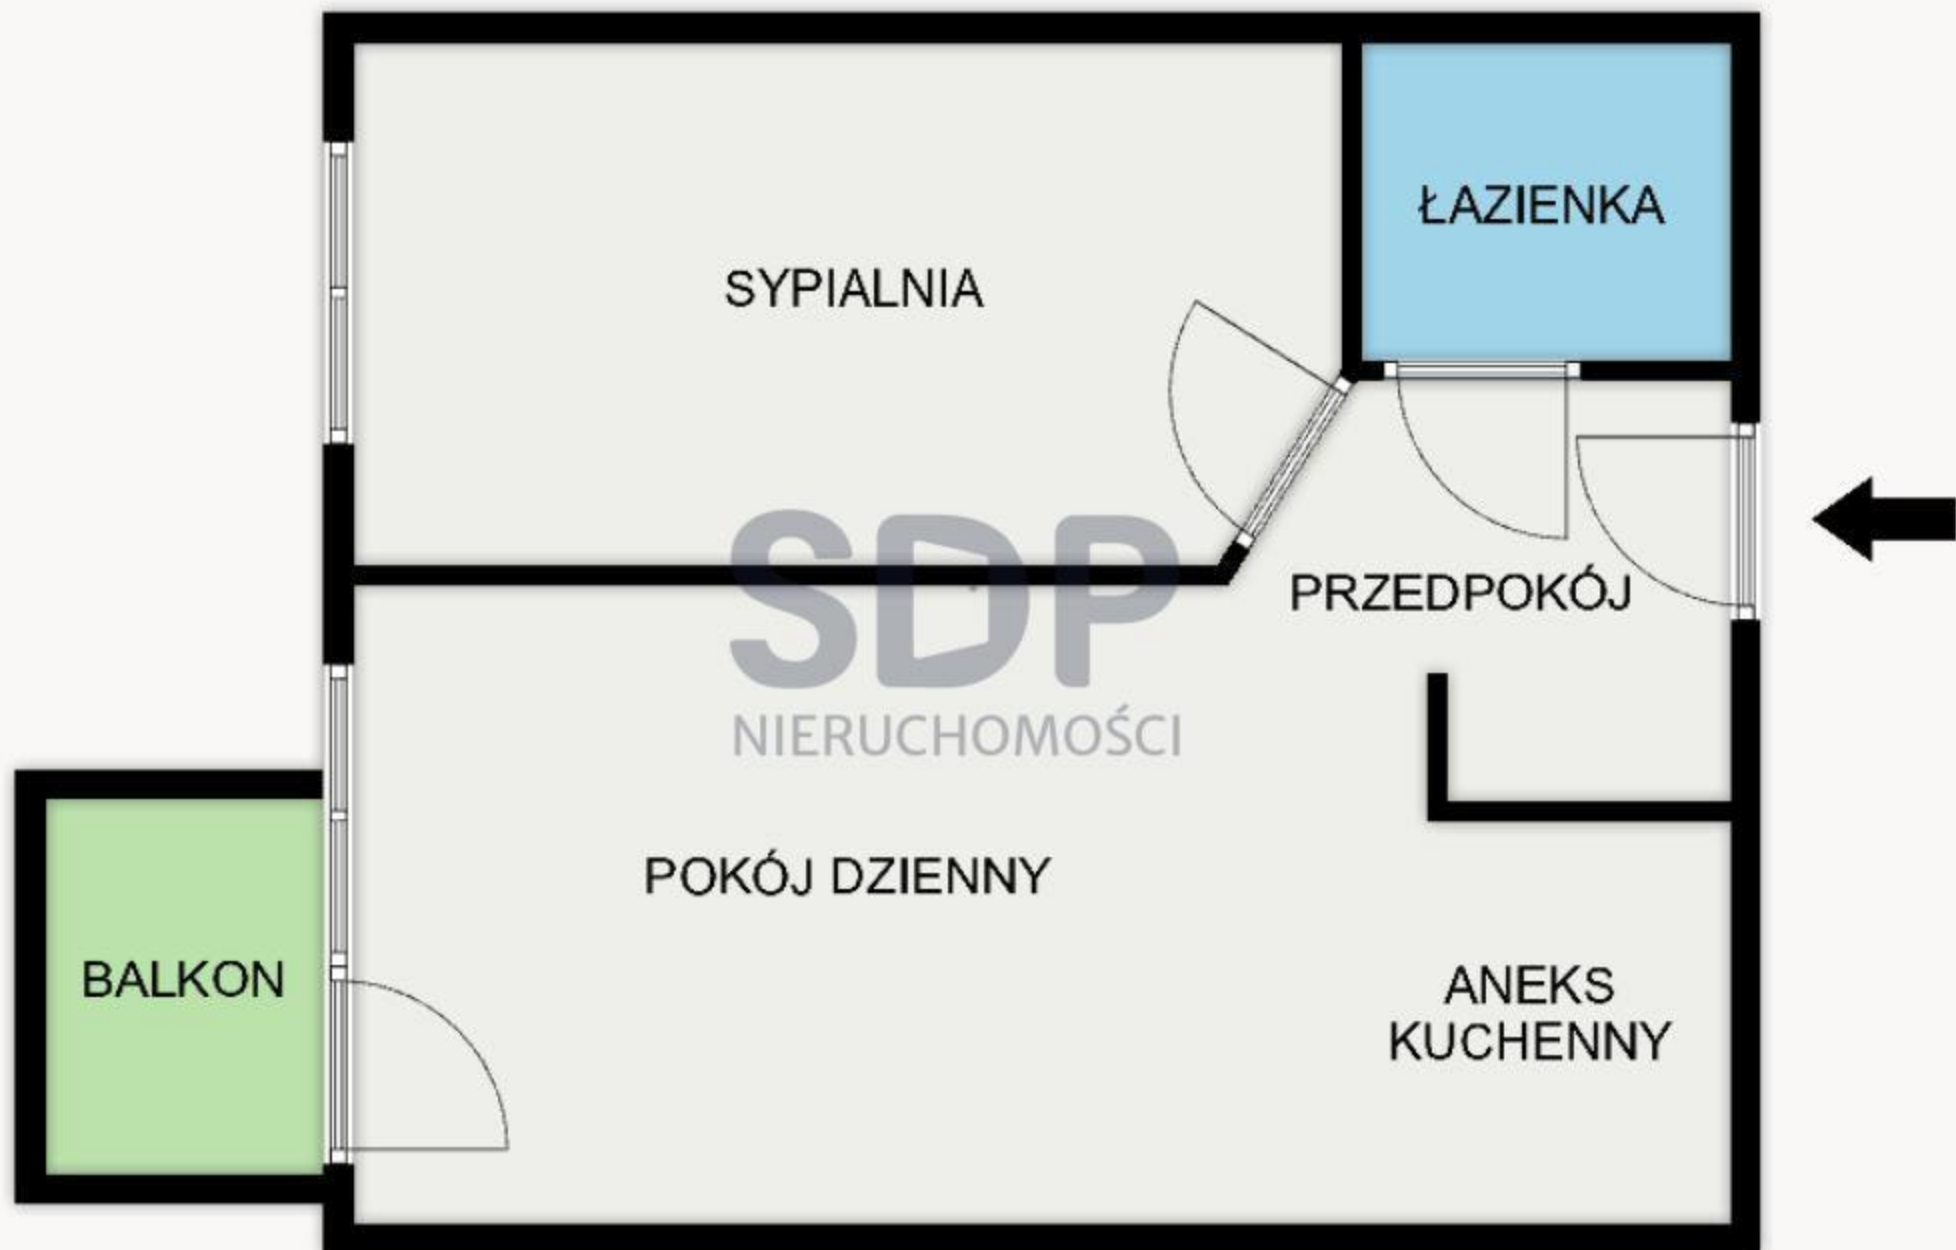 ŁAZIENKA
SYPIALNIA
SDP
NIERUCHOMOŚCI
PRZEDPOKÓJ
POKÓJ DZIENNY
BALKON
ANEKS
KUCHENNY